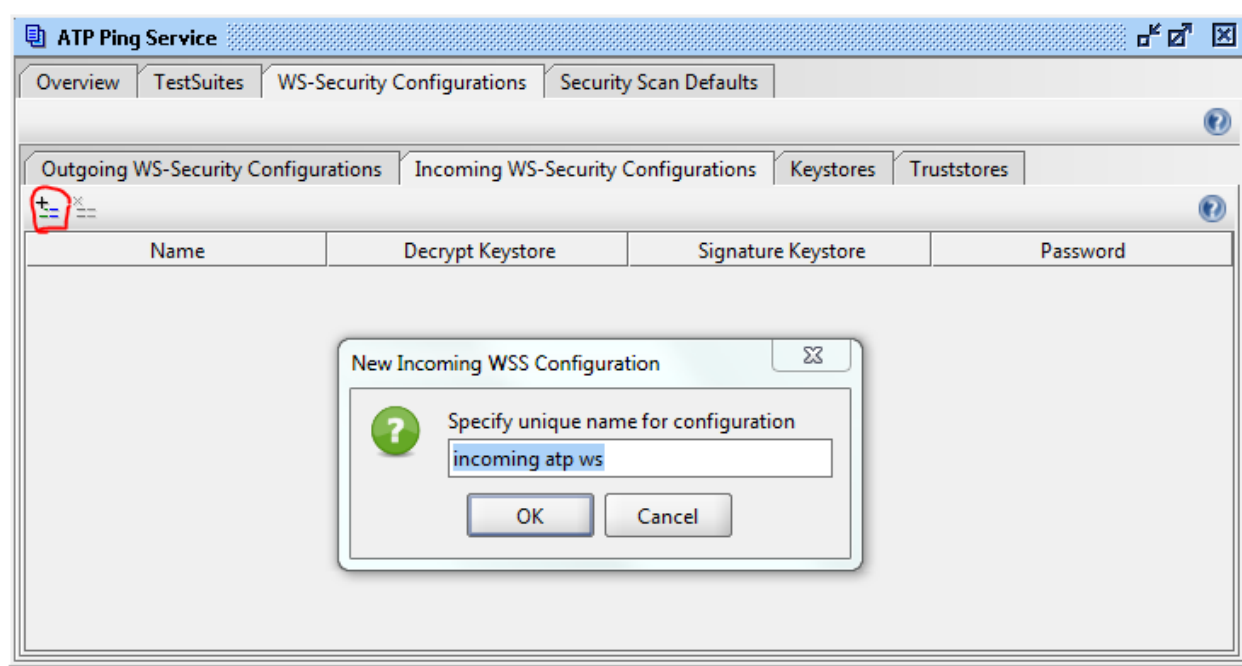 ATP Ping Service
Overview TestSuites WS-Security Configurations Security Scan Defaults
Outgoing WS-Security Configurations Incoming WS-Security Configurations Keystores Truststores
Name Decrypt Keystore Signature Keystore Password
New Incoming WSS Configuration
Specify unique name for configuration
incoming atp ws
OK Cancel